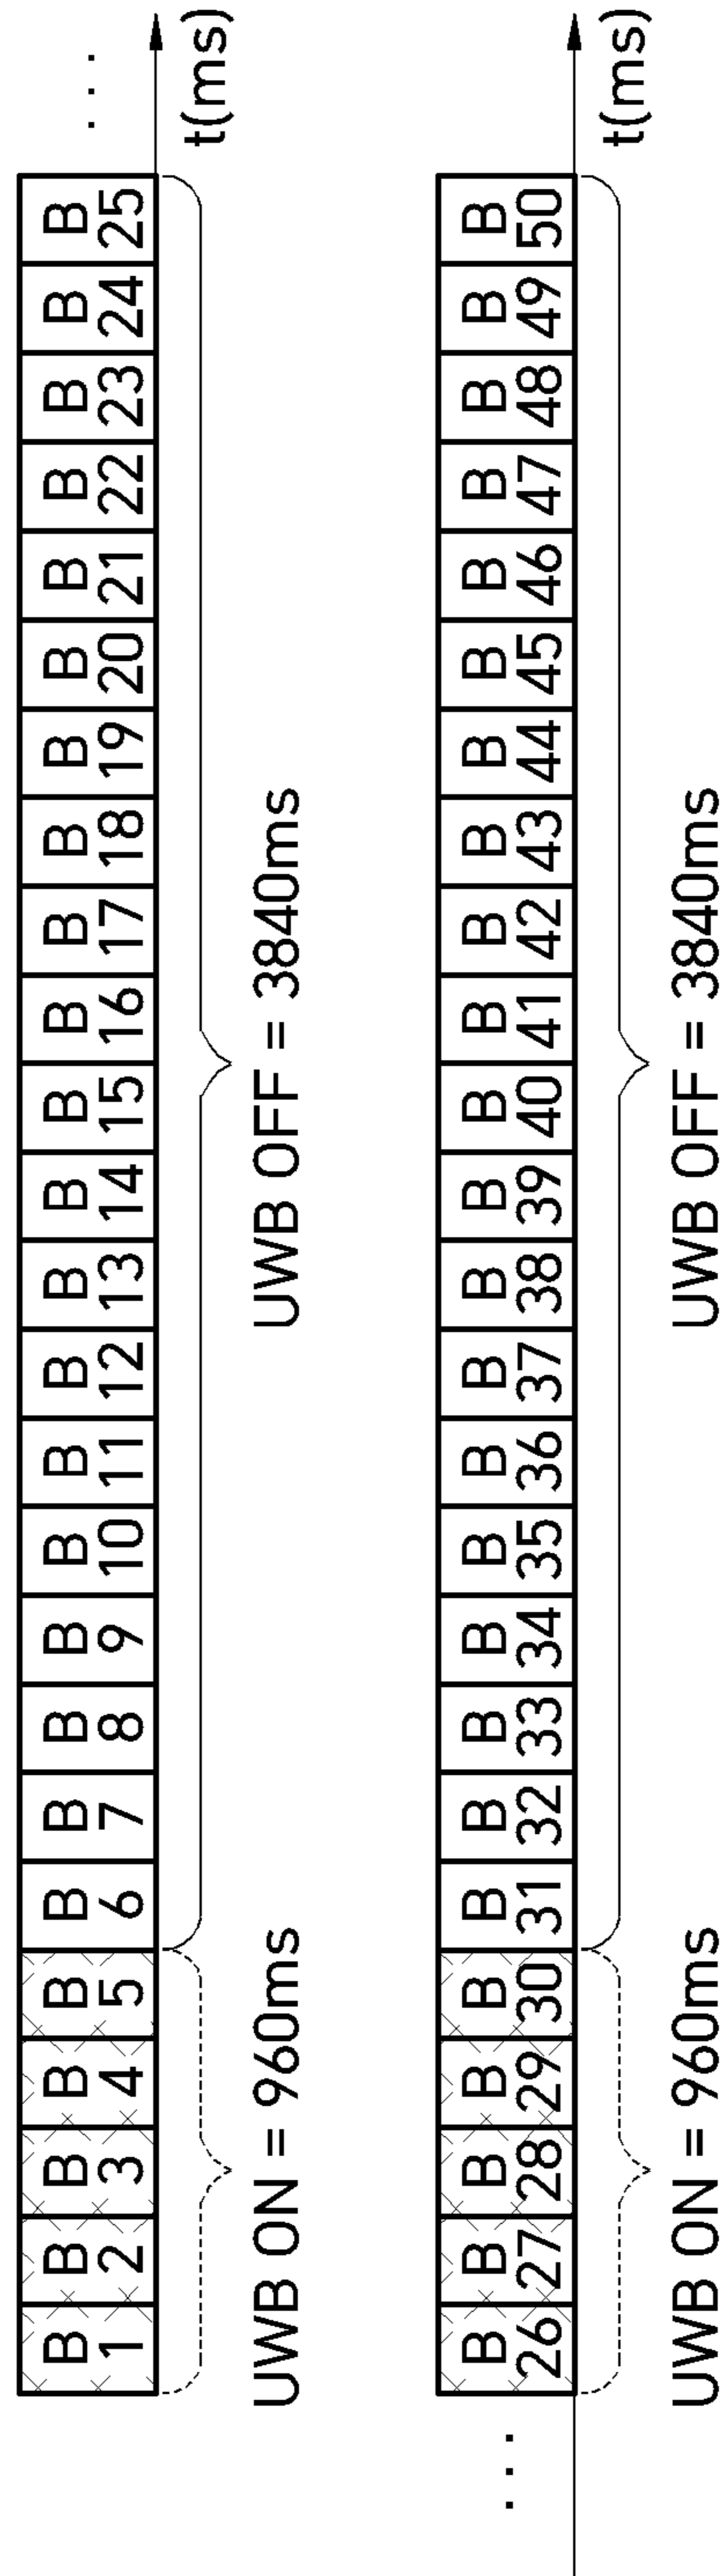 B B B B B B B B B B B B B B B B B B B B B B B B B ...
1 2 3 4 5 6 7 8 9 10 11 12 13 14 15 16 17 18 19 20 21 22 23 24 25
t(ms)
UWB ON = 960ms UWB OFF = 3840ms
... B B B B B B B B B B B B B B B B B B B B B B B B B
26 27 28 29 30 31 32 33 34 35 36 37 38 39 40 41 42 43 44 45 46 47 48 49 50
t(ms)
UWB ON = 960ms UWB OFF = 3840ms